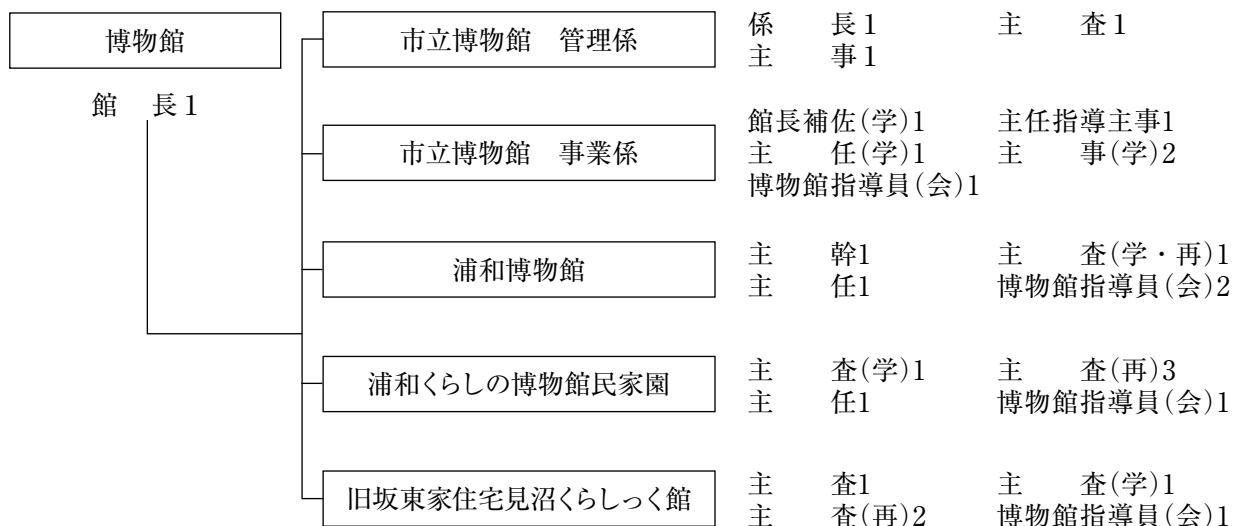 博物館
館　長1
市立博物館　管理係
係　　長1　主　　査1
主　　事1
市立博物館　事業係
館長補佐(学)1　主任指導主事1
主　　任(学)1　主　　事(学)2
博物館指導員(会)1
浦和博物館
主　　幹1　主　　査(学・再)1
主　　任1　博物館指導員(会)2
浦和くらしの博物館民家園
主　　査(学)1　主　　査(再)3
主　　任1　博物館指導員(会)1
旧坂東家住宅見沼くらしっく館
主　　査1　主　　査(学)1
主　　査(再)2　博物館指導員(会)1